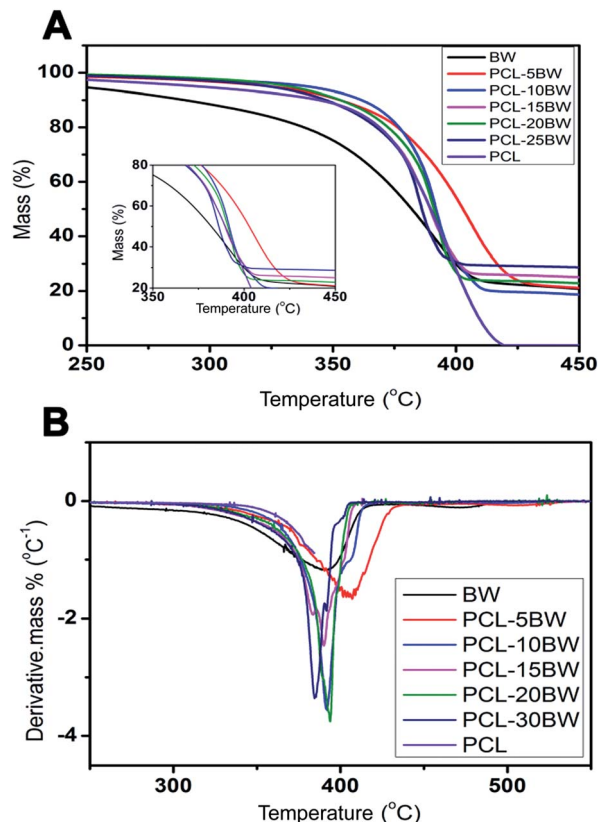 A
100
80
60
40
20
0
Mass (%)
250
300
350
400
450
Temperature (°C)
BW
PCL-5BW
PCL-10BW
PCL-15BW
PCL-20BW
PCL-25BW
PCL
80
60
40
20
Mass (%)
350
400
450
Temperature (°C)
B
0
-2
-4
Derivative.mass % (°C-1)
300
400
500
Temperature (°C)
BW
PCL-5BW
PCL-10BW
PCL-15BW
PCL-20BW
PCL-30BW
PCL